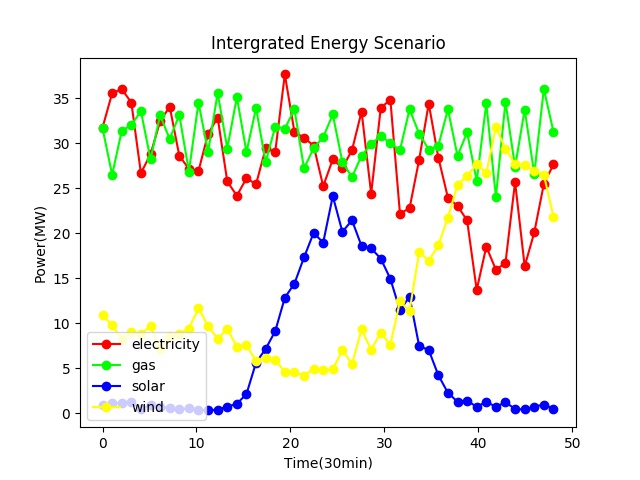 Intergrated Energy Scenario
Power(MW)
35
30
25
20
15
10
5
0
electricity
gas
solar
wind
0 10 20 30 40 50
Time(30min)